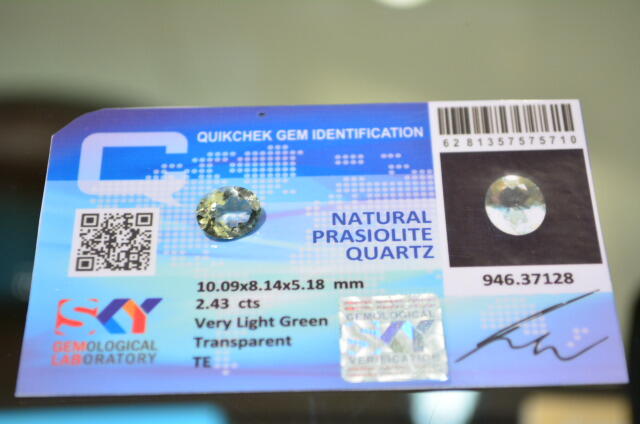 QUIKCHEK GEM IDENTIFICATION
6281357575710
NATURAL
PRASIOLITE
QUARTZ
10.09x8.14x5.18 mm
2.43 cts
Very Light Green
Transparent
TE
946.37128
SKY
GEMOLOGICAL
LABORATORY
GEMOLOGICAL
SKY
VERIFICATION